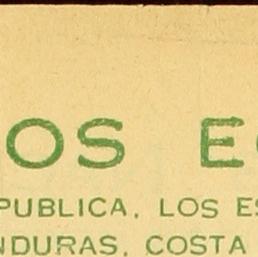 OS E
PUBLICA, LOS ES
NDURAS, COSTA